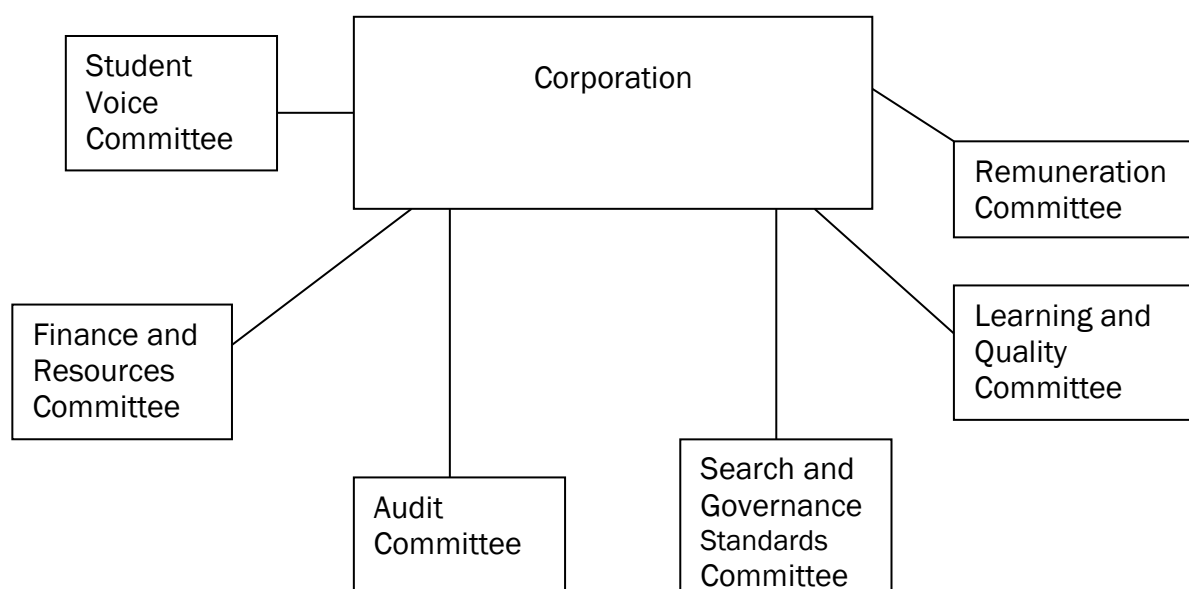 Corporation
Student
Voice
Committee
Remuneration
Committee
Finance and
Resources
Committee
Learning and
Quality
Committee
Audit
Committee
Search and
Governance
Standards
Committee